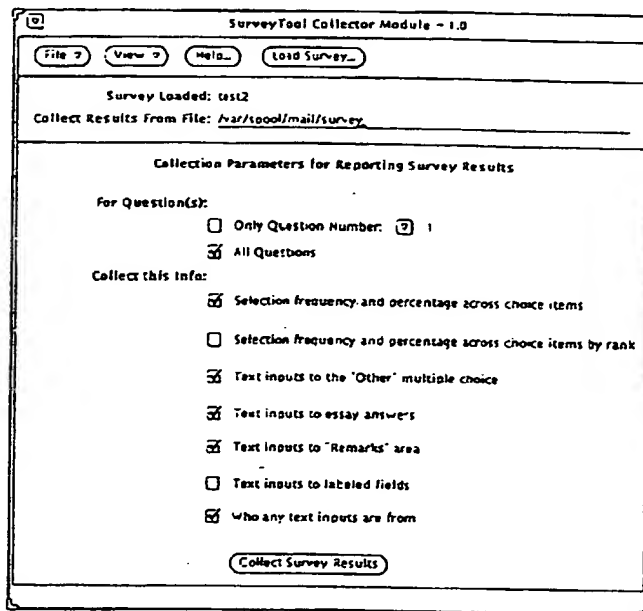 SurveyTool Collector Module - 1.0
File View Help... Load Survey...
Survey Loaded: test2
Collect Results From File: /var/spool/mail/survey
Collection Parameters for Reporting Survey Results
For Question(s):
Only Question Number: 1
All Questions
Collect this Info:
Selection frequency and percentage across choice items
Selection frequency and percentage across choice items by rank
Text inputs to the "Other" multiple choice
Text inputs to essay answers
Text inputs to "Remarks" area
Text inputs to labeled fields
Who any text inputs are from
Collect Survey Results